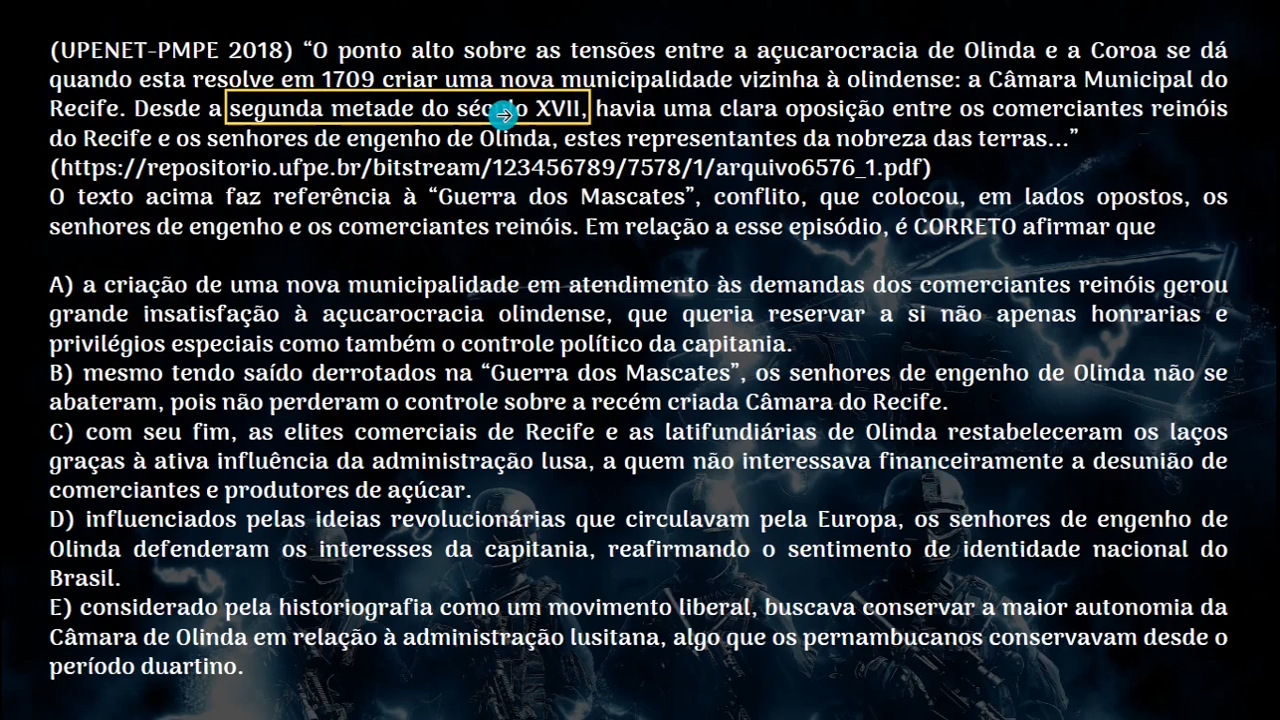 (UPENET-PMPE 2018) “O ponto alto sobre as tensões entre a açucarocracia de Olinda e a Coroa se dá
quando esta resolve em 1709 criar uma nova municipalidade vizinha à olindense: a Câmara Municipal do
Recife. Desde a segunda metade do século XVII, havia uma clara oposição entre os comerciantes reinóis
do Recife e os senhores de engenho de Olinda, estes representantes da nobreza das terras...”
(https://repositorio.ufpe.br/bitstream/123456789/7578/1/arquivo6576_1.pdf)
O texto acima faz referência à “Guerra dos Mascates”, conflito, que colocou, em lados opostos, os
senhores de engenho e os comerciantes reinóis. Em relação a esse episódio, é CORRETO afirmar que
A) a criação de uma nova municipalidade em atendimento às demandas dos comerciantes reinóis gerou
grande insatisfação à açucarocracia olindense, que queria reservar a si não apenas honrarias e
privilégios especiais como também o controle político da capitania.
B) mesmo tendo saído derrotados na “Guerra dos Mascates”, os senhores de engenho de Olinda não se
abateram, pois não perderam o controle sobre a recém criada Câmara do Recife.
C) com seu fim, as elites comerciais de Recife e as latifundiárias de Olinda restabeleceram os laços
graças à ativa influência da administração lusa, a quem não interessava financeiramente a desunião de
comerciantes e produtores de açúcar.
D) influenciados pelas ideias revolucionárias que circulavam pela Europa, os senhores de engenho de
Olinda defenderam os interesses da capitania, reafirmando o sentimento de identidade nacional do
Brasil.
E) considerado pela historiografia como um movimento liberal, buscava conservar a maior autonomia da
Câmara de Olinda em relação à administração lusitana, algo que os pernambucanos conservavam desde o
período duartino.